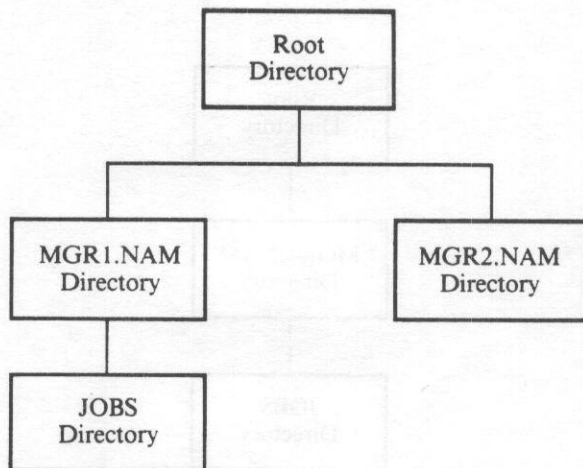 Root
Directory
MGR1.NAM
Directory
MGR2.NAM
Directory
JOBS
Directory